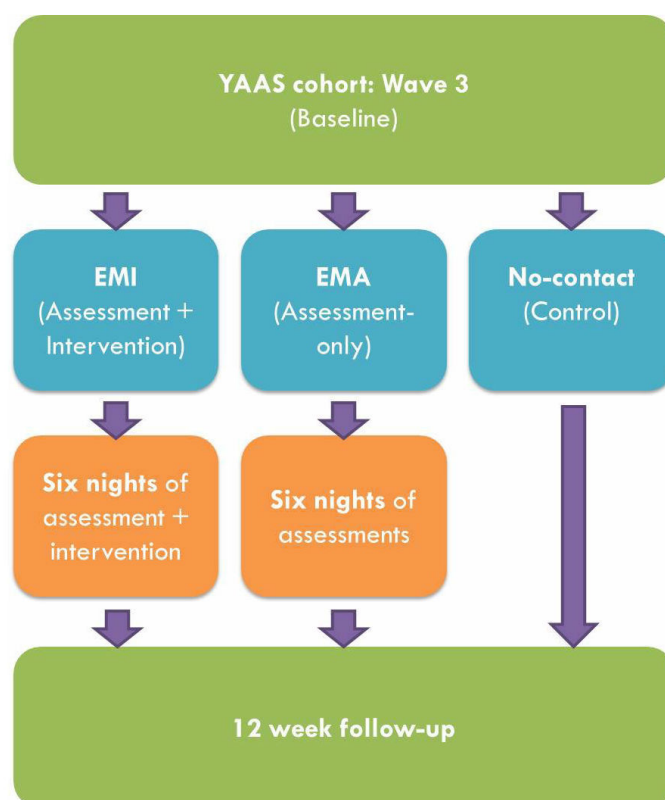 YAAS cohort: Wave 3
(Baseline)
EMI
(Assessment +
Intervention)
EMA
(Assessment-
only)
No-contact
(Control)
Six nights of
assessment +
intervention
Six nights of
assessments
12 week follow-up